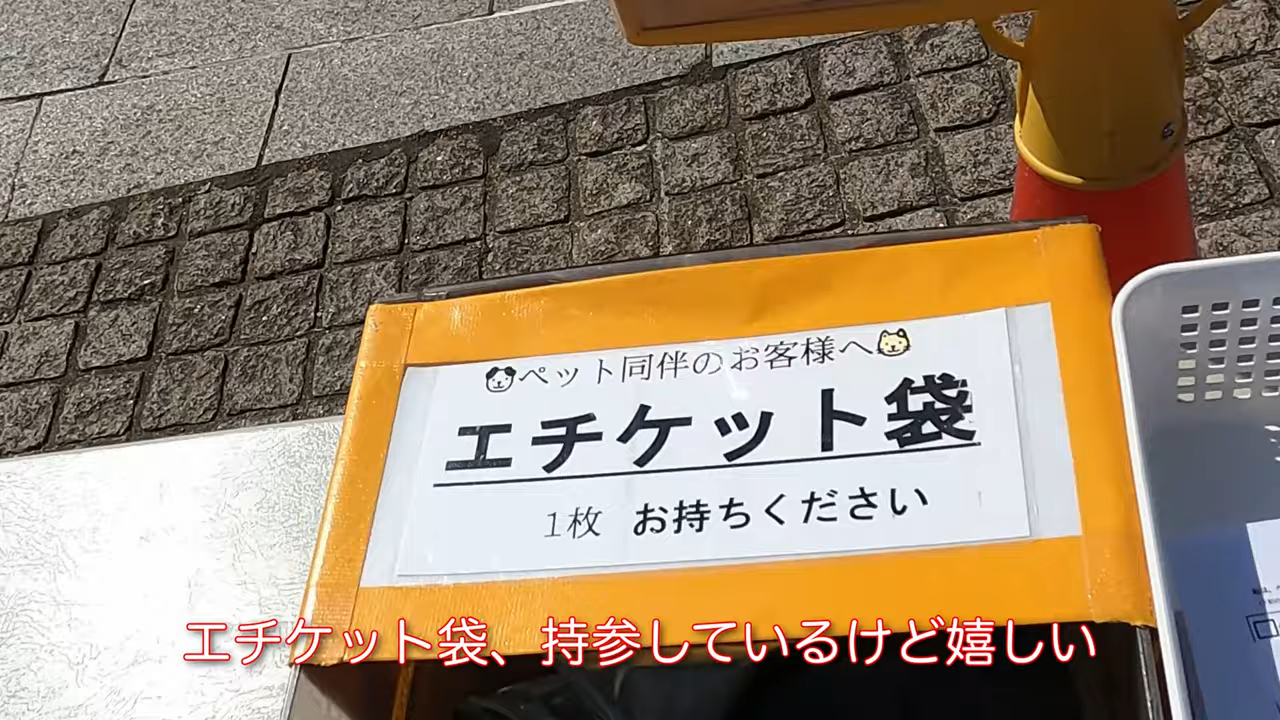 ペット同伴のお客様へ
エチケット袋
1枚 お持ちください
エチケット袋、持参しているけど嬉しい